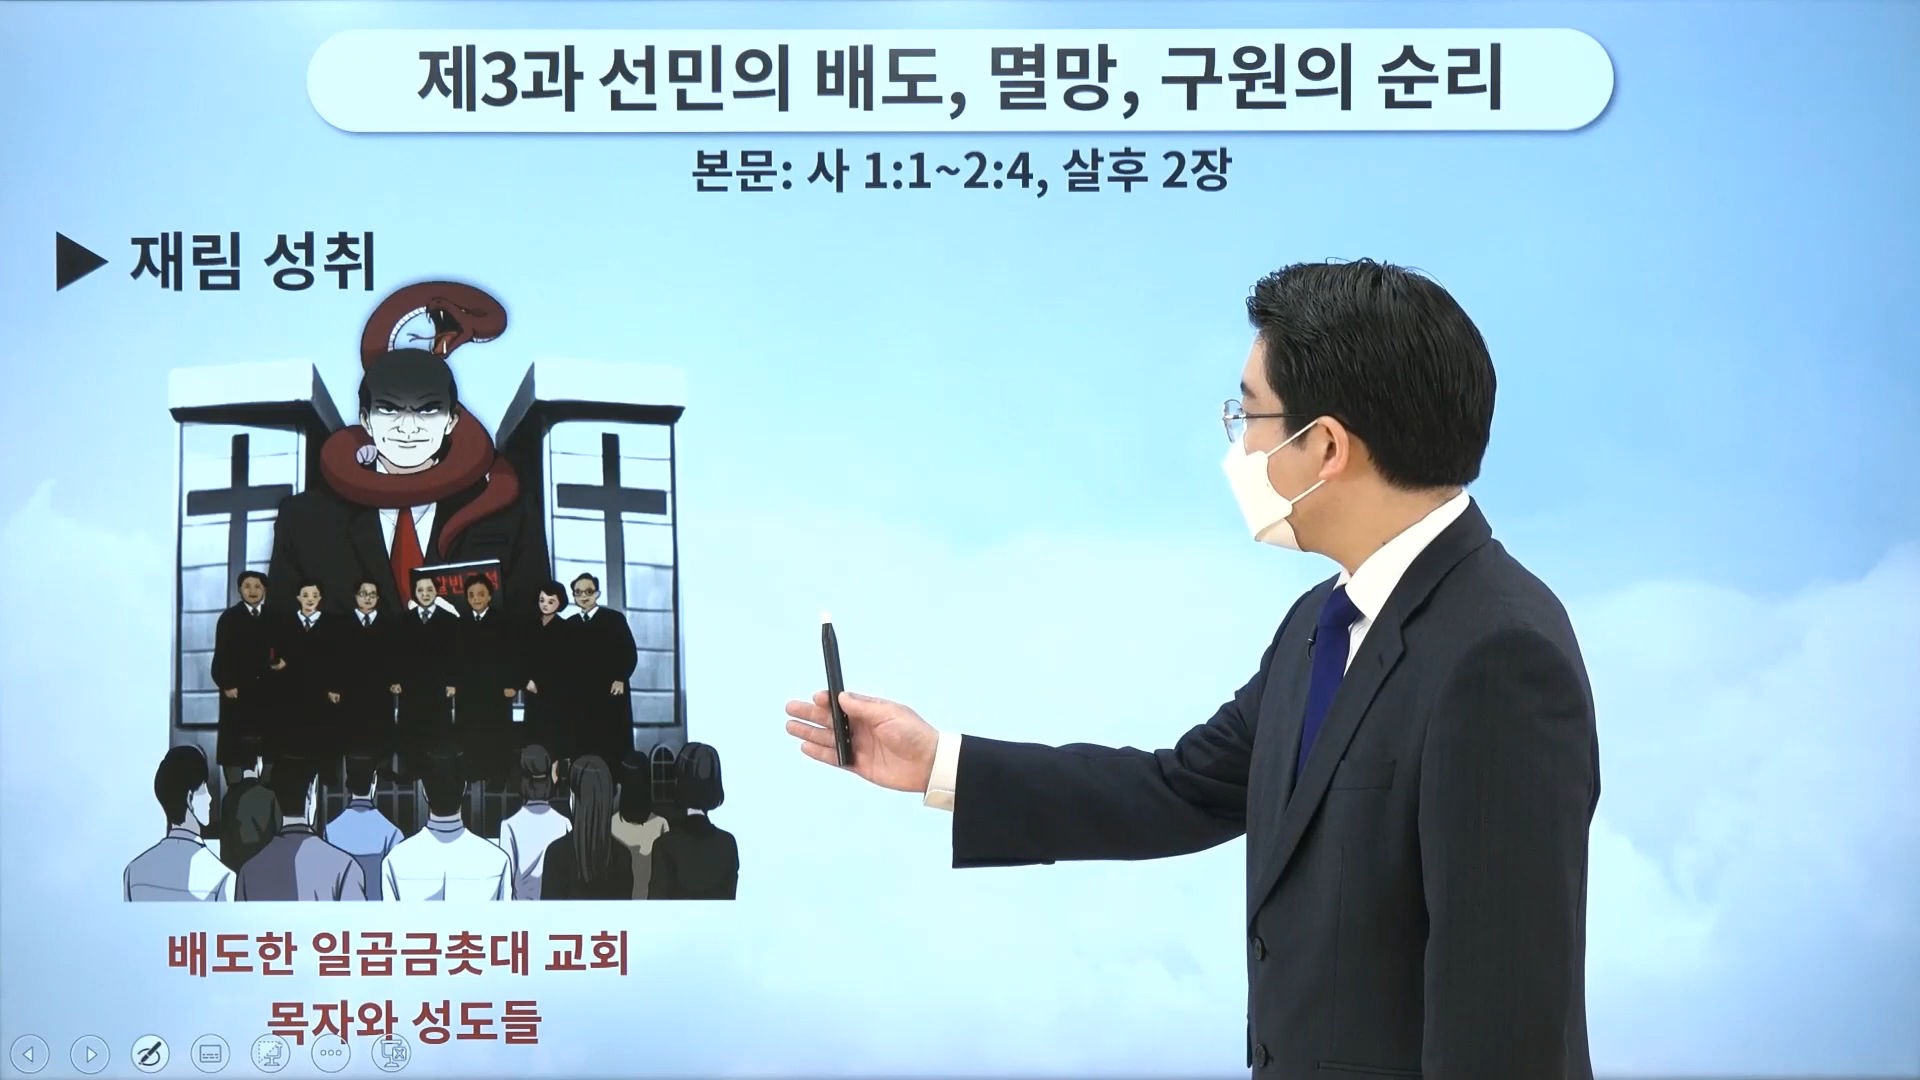 제3과 선민의 배도, 멸망, 구원의 순리
본문: 사 1:1~2:4, 살후 2장
▶ 재림 성취
배도한 일곱금촛대 교회
목자와 성도들